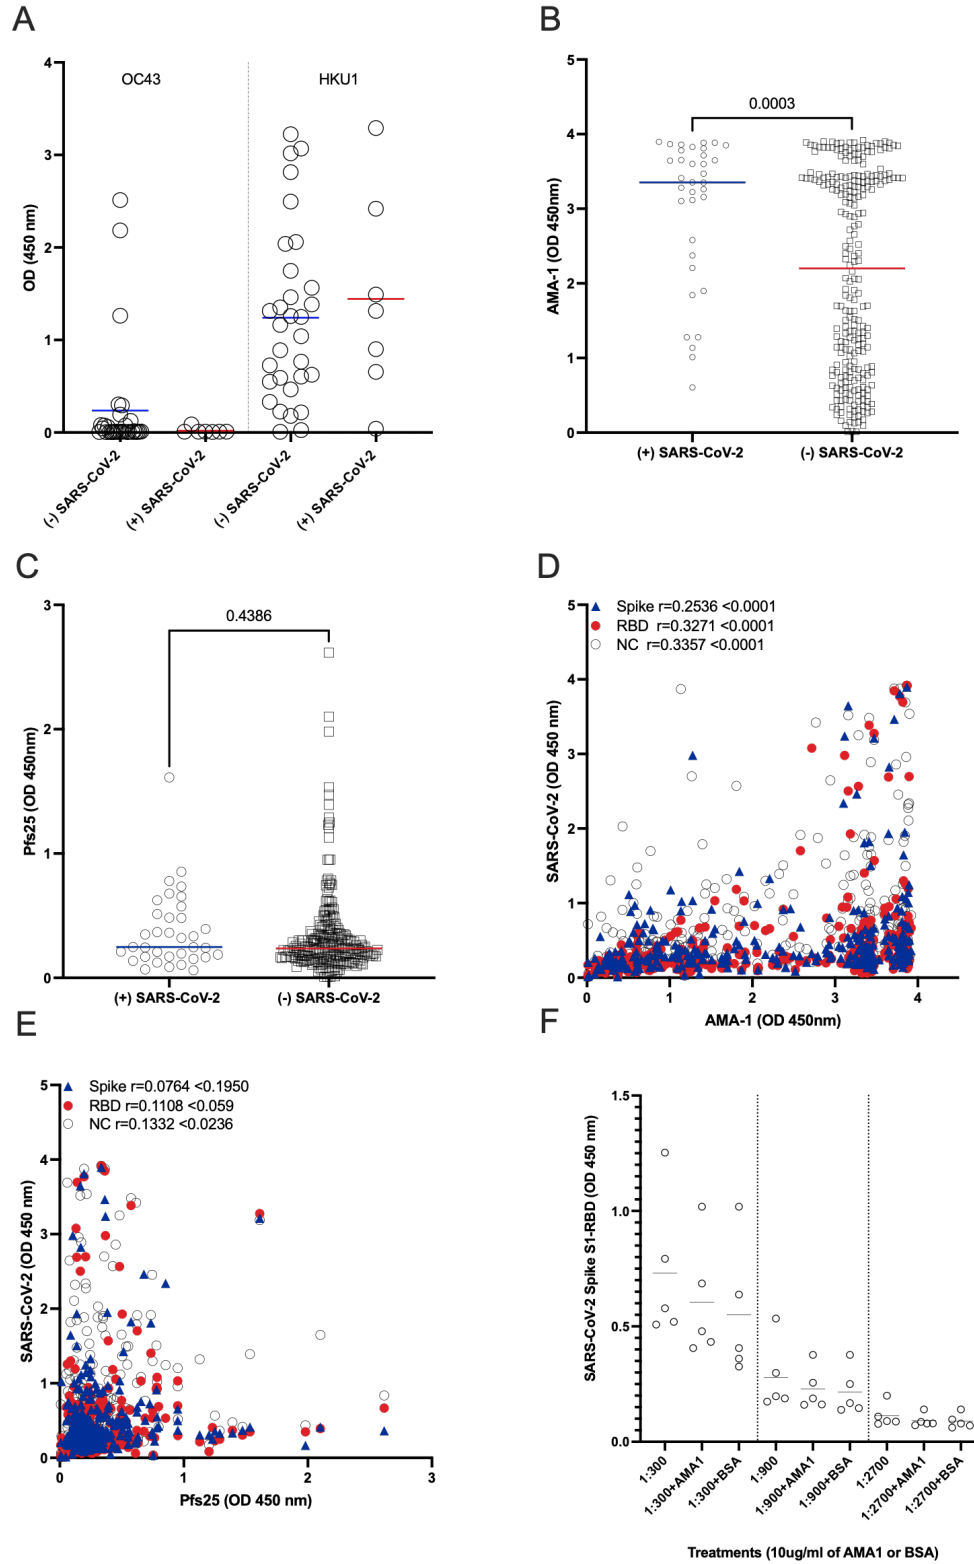 A
OC43
HKU1
4
3
2
1
0
OD (450 nm)
(-) SARS-CoV-2
(+) SARS-CoV-2
(-) SARS-CoV-2
(+) SARS-CoV-2
B
0.0003
5
4
3
2
1
0
AMA-1 (OD 450nm)
(+) SARS-CoV-2
(-) SARS-CoV-2
C
0.4386
3
2
1
0
Pfs25 (OD 450nm)
(+) SARS-CoV-2
(-) SARS-CoV-2
D
Spike r=0.2536 <0.0001
RBD r=0.3271 <0.0001
NC r=0.3357 <0.0001
5
4
3
2
1
0
SARS-CoV-2 (OD 450 nm)
0 1 2 3 4
AMA-1 (OD 450nm)
E
Spike r=0.0764 <0.1950
RBD r=0.1108 <0.059
NC r=0.1332 <0.0236
5
4
3
2
1
0
SARS-CoV-2 (OD 450 nm)
0 1 2 3
Pfs25 (OD 450 nm)
F
1.5
1.0
0.5
0.0
SARS-CoV-2 Spike S1-RBD (OD 450 nm)
1:300
1:300+AMA1
1:300+BSA
1:900
1:900+AMA1
1:900+BSA
1:2700
1:2700+AMA1
1:2700+BSA
Treatments (10ug/ml of AMA1 or BSA)